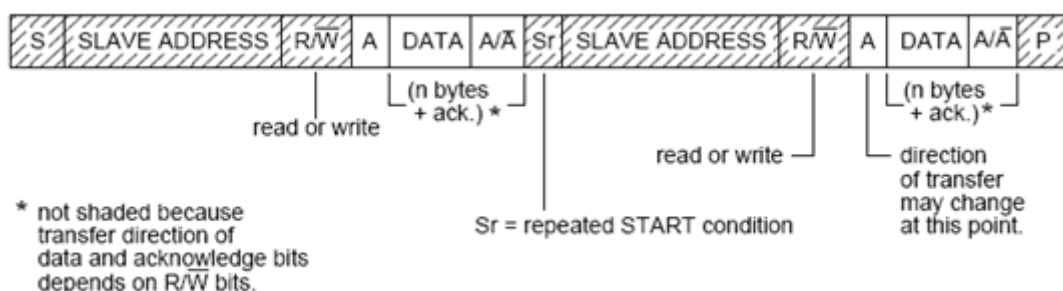 S SLAVE ADDRESS R/W̅ A DATA A/A̅ Sr SLAVE ADDRESS R/W̅ A DATA A/A̅ P
(n bytes
+ ack.) *
read or write
Sr = repeated START condition
(n bytes
+ ack.)*
read or write
direction
of transfer
may change
at this point.
* not shaded because
transfer direction of
data and acknowledge bits
depends on R/W̅ bits.